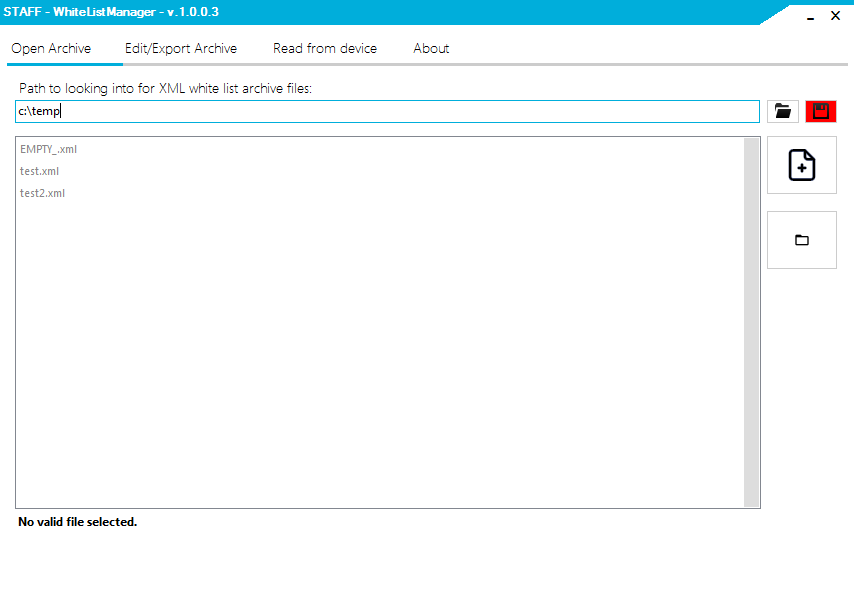 STAFF - WhiteListManager - v.1.0.0.3
Open Archive Edit/Export Archive Read from device About
Path to looking into for XML white list archive files:
c:\temp
EMPTY_.xml
test.xml
test2.xml
No valid file selected.